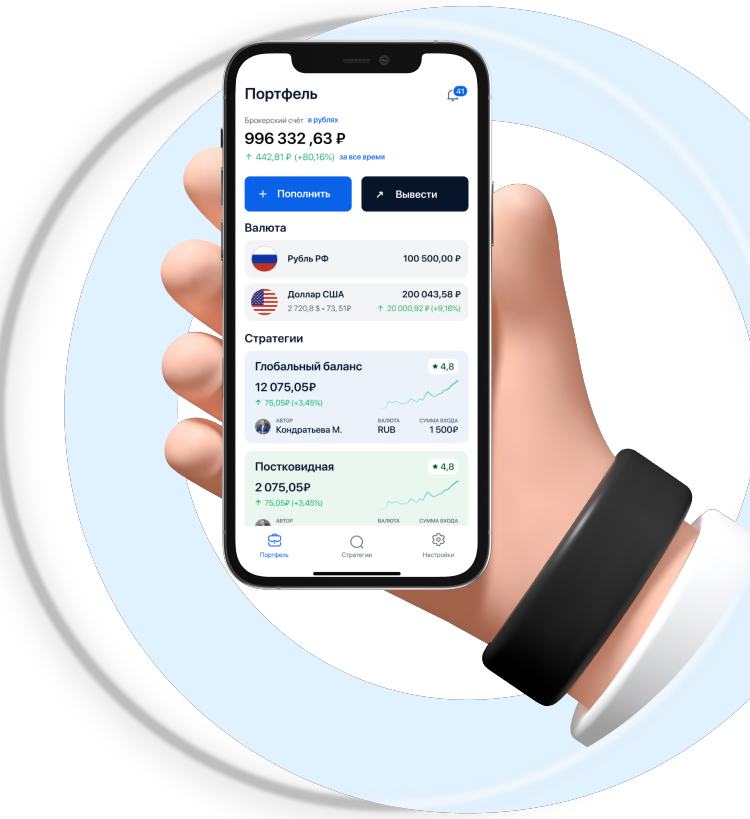 Портфель
41
Брокерский счёт в рублях
996 332 ,63 ₽
↑ 442,81 ₽ (+80,16%) за все время
+ Пополнить
↗ Вывести
Валюта
Рубль РФ 100 500,00 ₽
Доллар США 200 043,58 ₽
2 720,8 $ • 73, 51₽ ↑ 20 000,92 ₽ (+9,16%)
Стратегии
Глобальный баланс ★ 4,8
12 075,05₽
↑ 75,05₽ (+3,45%)
АВТОР ВАЛЮТА СУММА ВХОДА
Кондратьева М. RUB 1 500₽
Постковидная ★ 4,8
2 075,05₽
↑ 75,05₽ (+3,45%)
АВТОР ВАЛЮТА СУММА ВХОДА
Портфель Стратегии Настройки